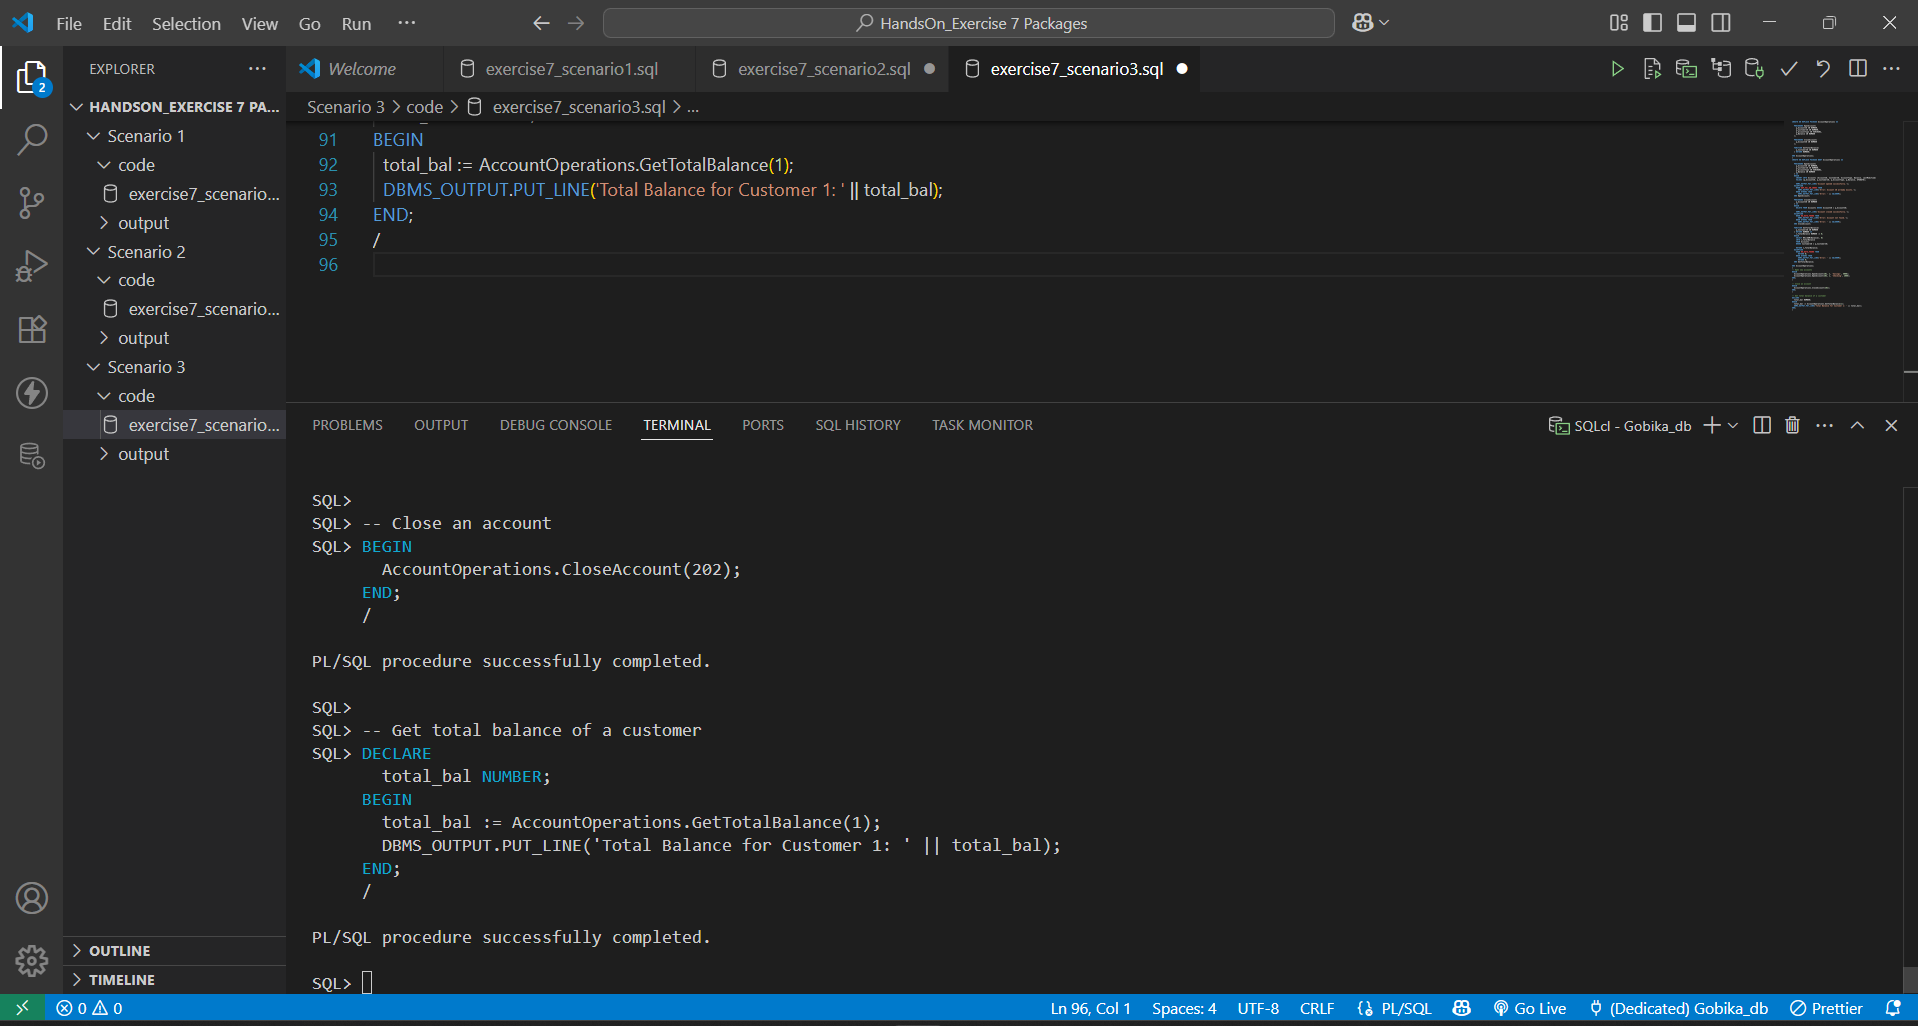 File Edit Selection View Go Run ···
HandsOn_Exercise 7 Packages
EXPLORER ···
2
HANDSON_EXERCISE 7 PA...
Scenario 1
code
exercise7_scenario...
output
Scenario 2
code
exercise7_scenario...
output
Scenario 3
code
exercise7_scenario...
output
OUTLINE
TIMELINE
Welcome exercise7_scenario1.sql exercise7_scenario2.sql exercise7_scenario3.sql
Scenario 3 > code > exercise7_scenario3.sql > ...
91 BEGIN
92 total_bal := AccountOperations.GetTotalBalance(1);
93 DBMS_OUTPUT.PUT_LINE('Total Balance for Customer 1: ' || total_bal);
94 END;
95 /
96
PROBLEMS OUTPUT DEBUG CONSOLE TERMINAL PORTS SQL HISTORY TASK MONITOR
SQLcl - Gobika_db
SQL>
SQL> -- Close an account
SQL> BEGIN
AccountOperations.CloseAccount(202);
END;
/
PL/SQL procedure successfully completed.
SQL>
SQL> -- Get total balance of a customer
SQL> DECLARE
total_bal NUMBER;
BEGIN
total_bal := AccountOperations.GetTotalBalance(1);
DBMS_OUTPUT.PUT_LINE('Total Balance for Customer 1: ' || total_bal);
END;
/
PL/SQL procedure successfully completed.
SQL>
0 0
Ln 96, Col 1 Spaces: 4 UTF-8 CRLF PL/SQL Go Live (Dedicated) Gobika_db Prettier